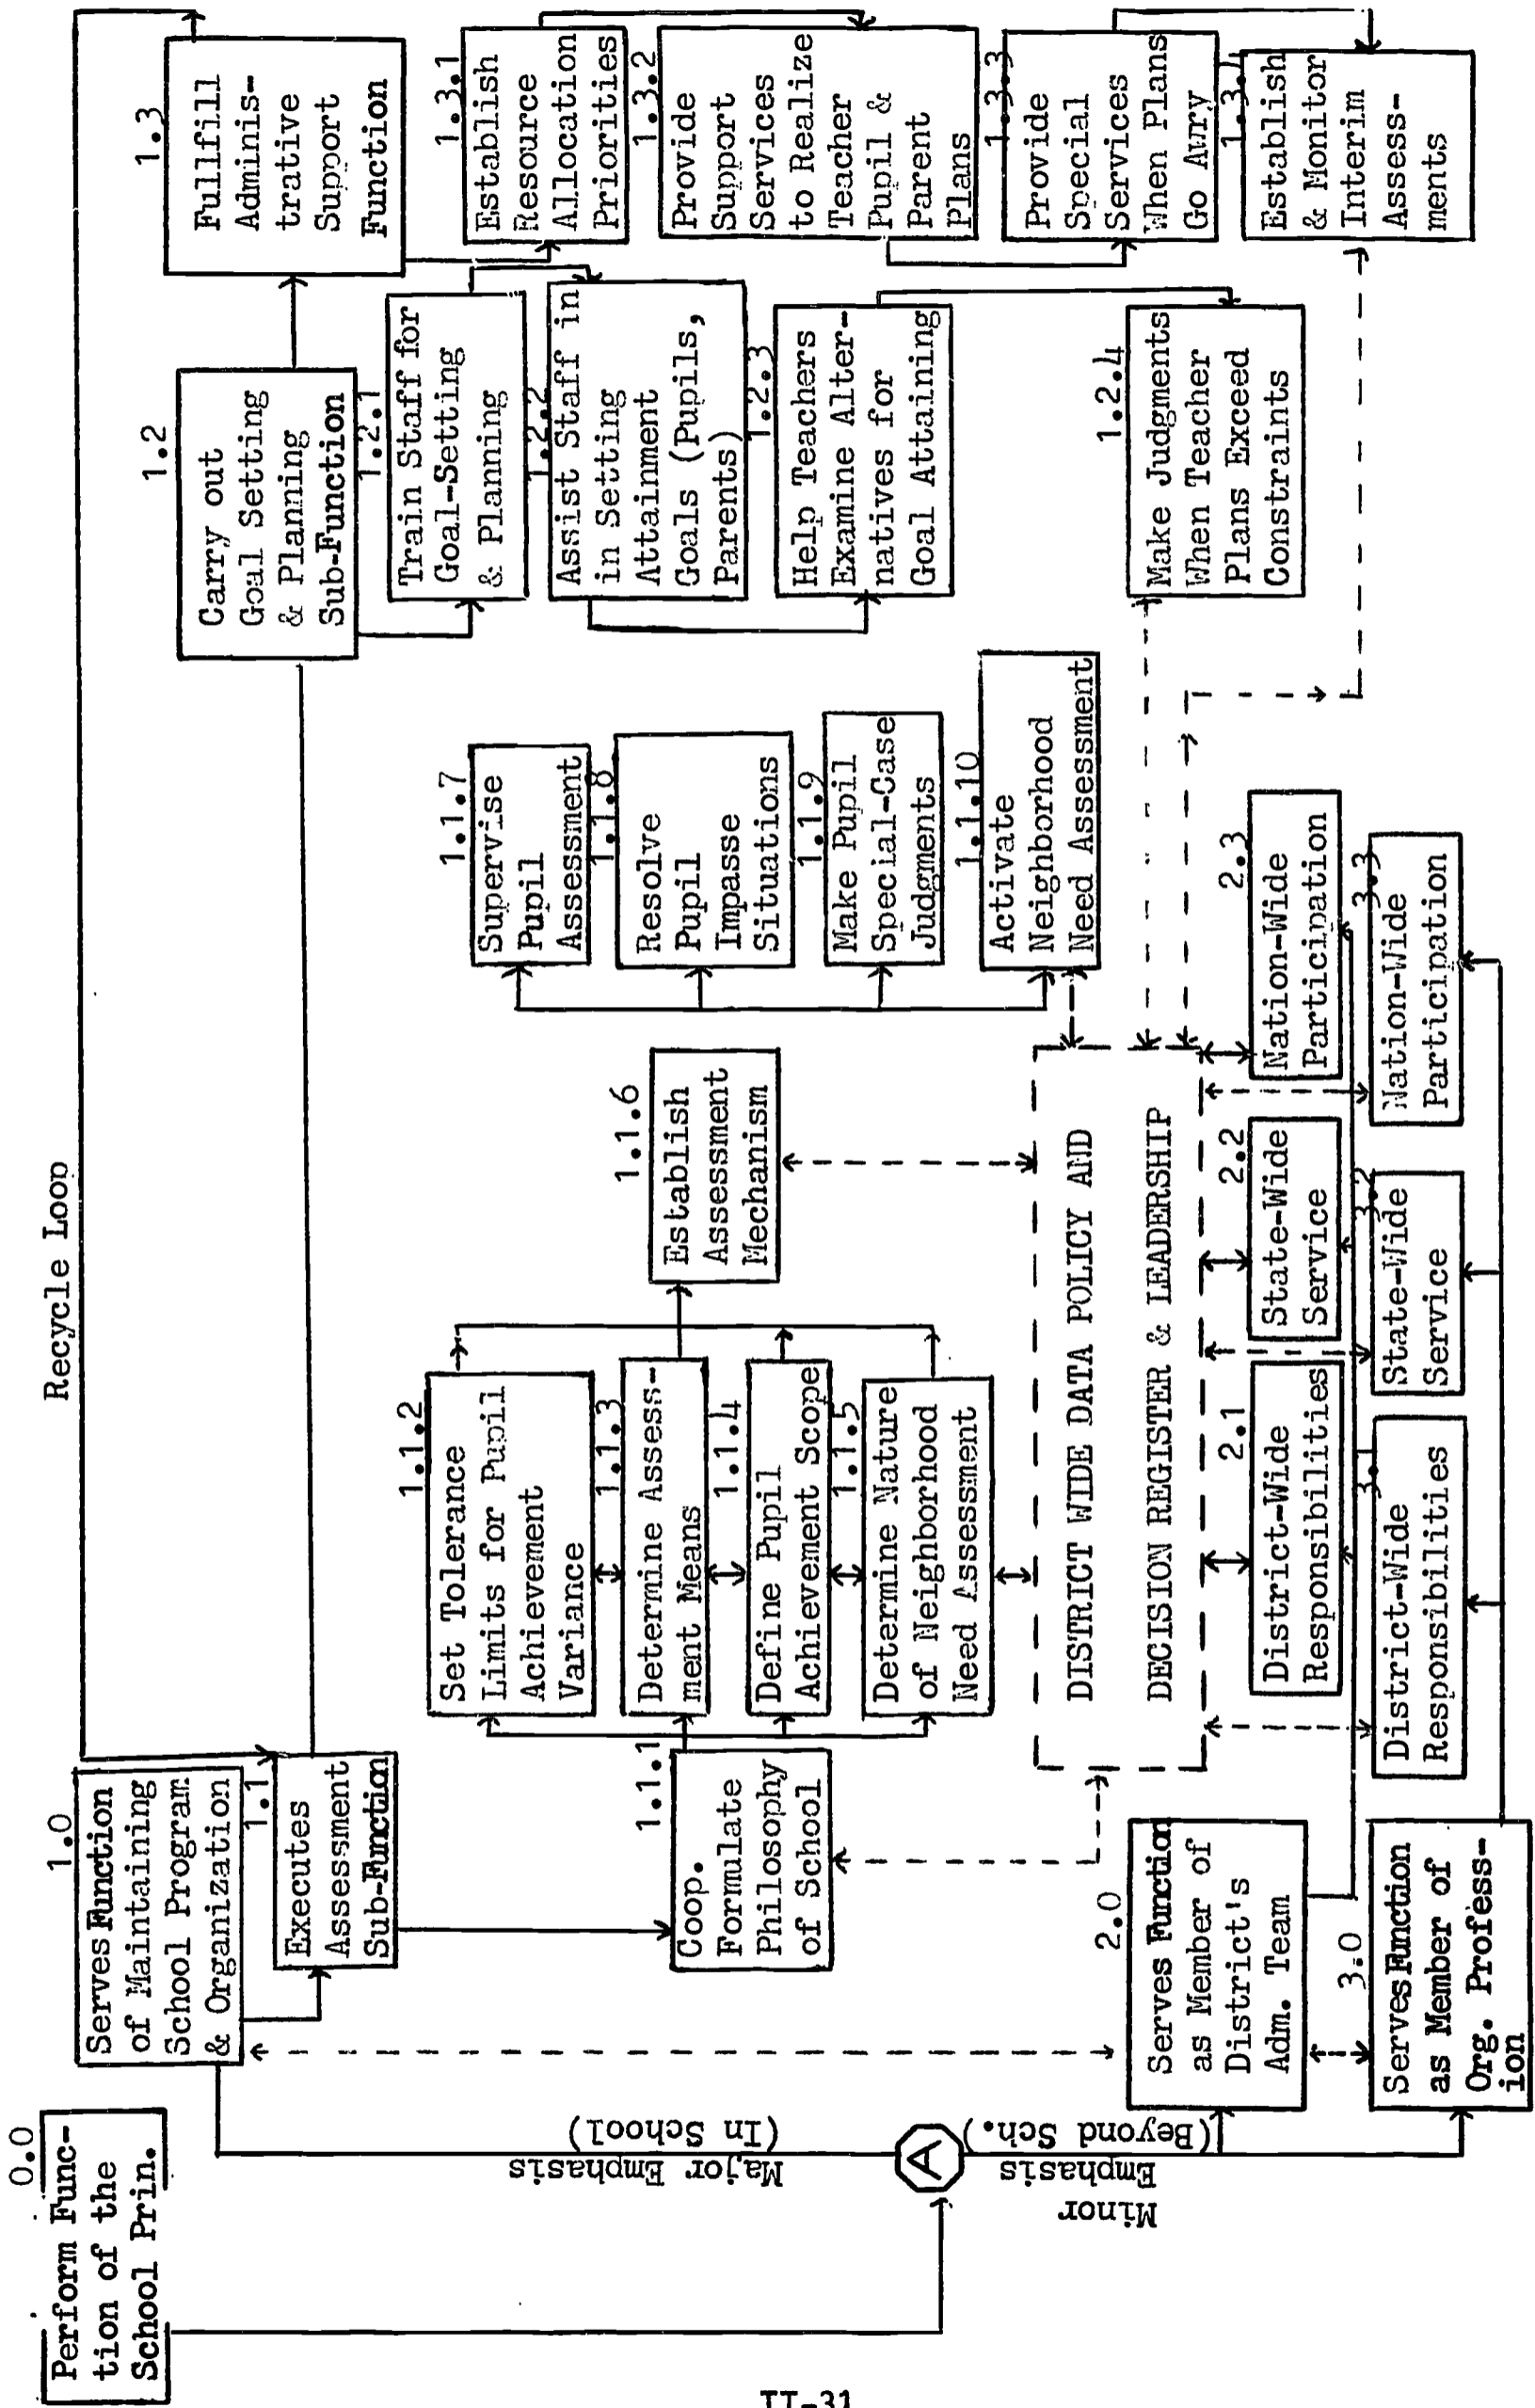 Recycle Loop
0.0
Perform Func-
tion of the
School Prin.
1.0
Serves Function
of Maintaining
School Program
& Organization
1.1
Executes
Assessment
Sub-Function
1.2
Carry out
Goal Setting
& Planning
Sub-Function
1.3
Fullfill
Adminis-
trative
Support
Function
1.1.1
Coop.
Formulate
Philosophy
of School
1.1.2
Set Tolerance
Limits for Pupil
Achievement
Variance
1.1.3
Determine Assess-
ment Means
1.1.4
Define Pupil
Achievement Scope
1.1.5
Determine Nature
of Neighborhood
Need Assessment
1.1.6
Establish
Assessment
Mechanism
1.1.7
Supervise
Pupil
Assessment
1.1.8
Resolve
Pupil
Impasse
Situations
1.1.9
Make Pupil
Special-Case
Judgments
1.1.10
Activate
Neighborhood
Need Assessment
1.2.1
Train Staff for
Goal-Setting
& Planning
1.2.2
Assist Staff in
in Setting
Attainment
Goals (Pupils,
Parents)
1.2.3
Help Teachers
Examine Alter-
natives for
Goal Attaining
1.2.4
Make Judgments
When Teacher
Plans Exceed
Constraints
1.3.1
Establish
Resource
Allocation
Priorities
1.3.2
Provide
Support
Services
to Realize
Teacher
Pupil &
Parent
Plans
1.3.3
Provide
Special
Services
When Plans
Go Awry
1.3.4
Establish
& Monitor
Interim
Assess-
ments
Major Emphasis
(In School)
A
Minor
Emphasis
(Beyond Sch.)
DISTRICT WIDE DATA POLICY AND
DECISION REGISTER & LEADERSHIP
2.0
Serves Function
as Member of
District's
Adm. Team
2.1
District-Wide
Responsibilities
2.2
State-Wide
Service
2.3
Nation-Wide
Participation
3.0
Serves Function
as Member of
Org. Profess-
ion
3.1
District-Wide
Responsibilities
3.2
State-Wide
Service
3.3
Nation-Wide
Participation
II-31